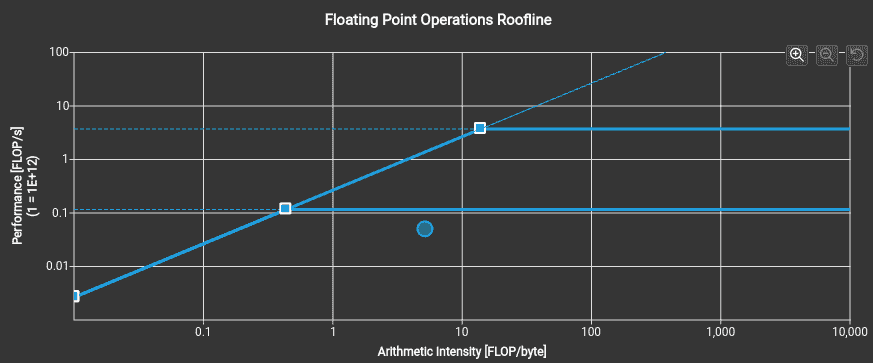 Floating Point Operations Roofline
Performance [FLOP/s]
(1 = 1E+12)
100
10
1
0.1
0.01
0.1
1
10
100
1,000
10,000
Arithmetic Intensity [FLOP/byte]